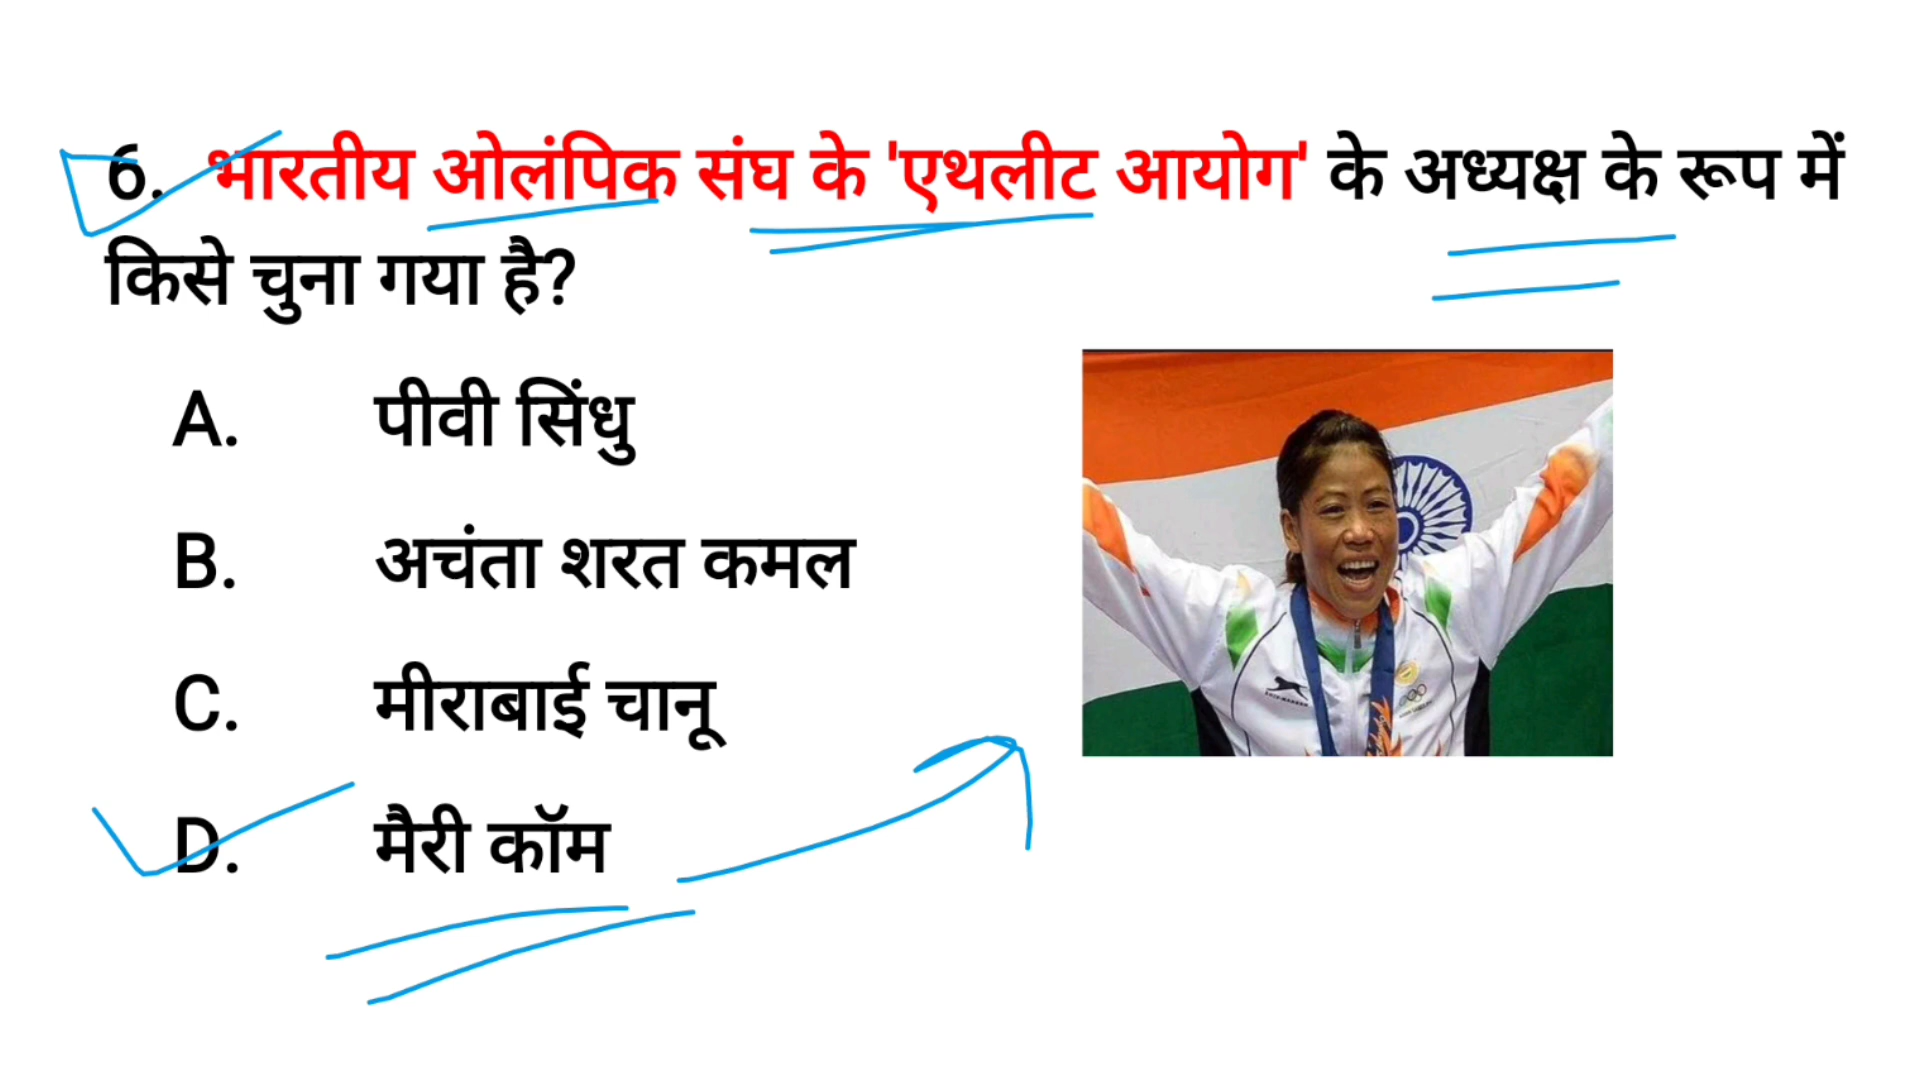 6. भारतीय ओलंपिक संघ के 'एथलीट आयोग' के अध्यक्ष के रूप में
किसे चुना गया है?
A. पीवी सिंधु
B. अचंता शरत कमल
C. मीराबाई चानू
D. मैरी कॉम